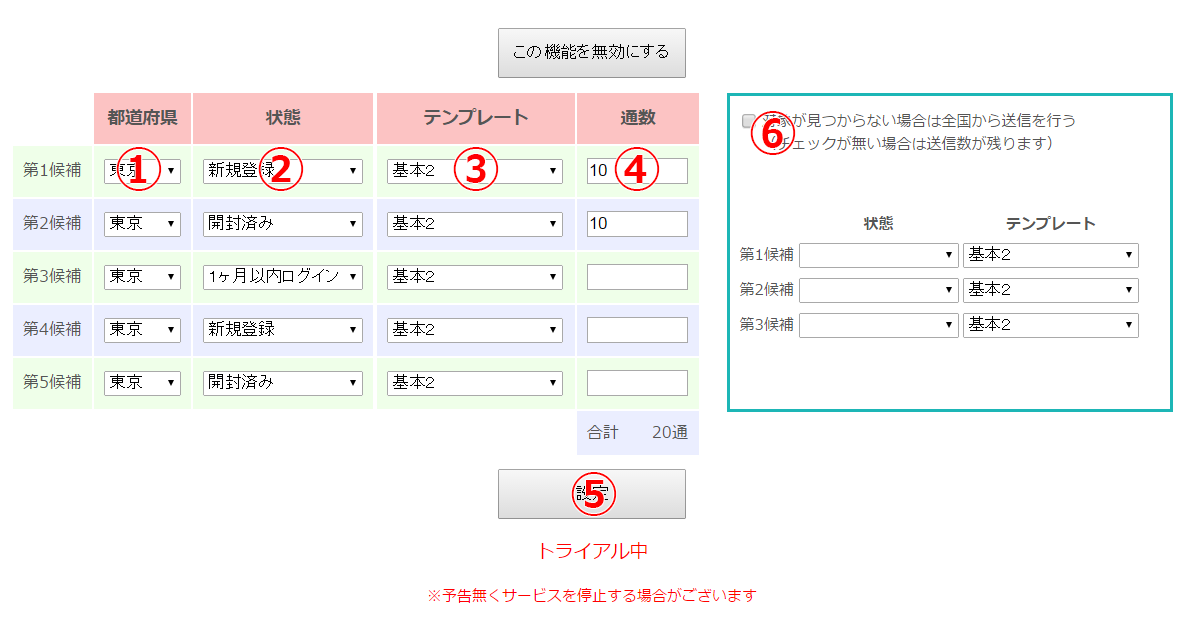 この機能を無効にする
都道府県 状態 テンプレート 通数
第1候補 東京 新規登録 基本2 10
① ② ③ ④
第2候補 東京 開封済み 基本2 10
第3候補 東京 1ヶ月以内ログイン 基本2
第4候補 東京 新規登録 基本2
第5候補 東京 開封済み 基本2
合計 20通
設定
⑤
トライアル中
※予告無くサービスを停止する場合がございます
⑥
が見つからない場合は全国から送信を行う
チェックが無い場合は送信数が残ります）
状態 テンプレート
第1候補 基本2
第2候補 基本2
第3候補 基本2